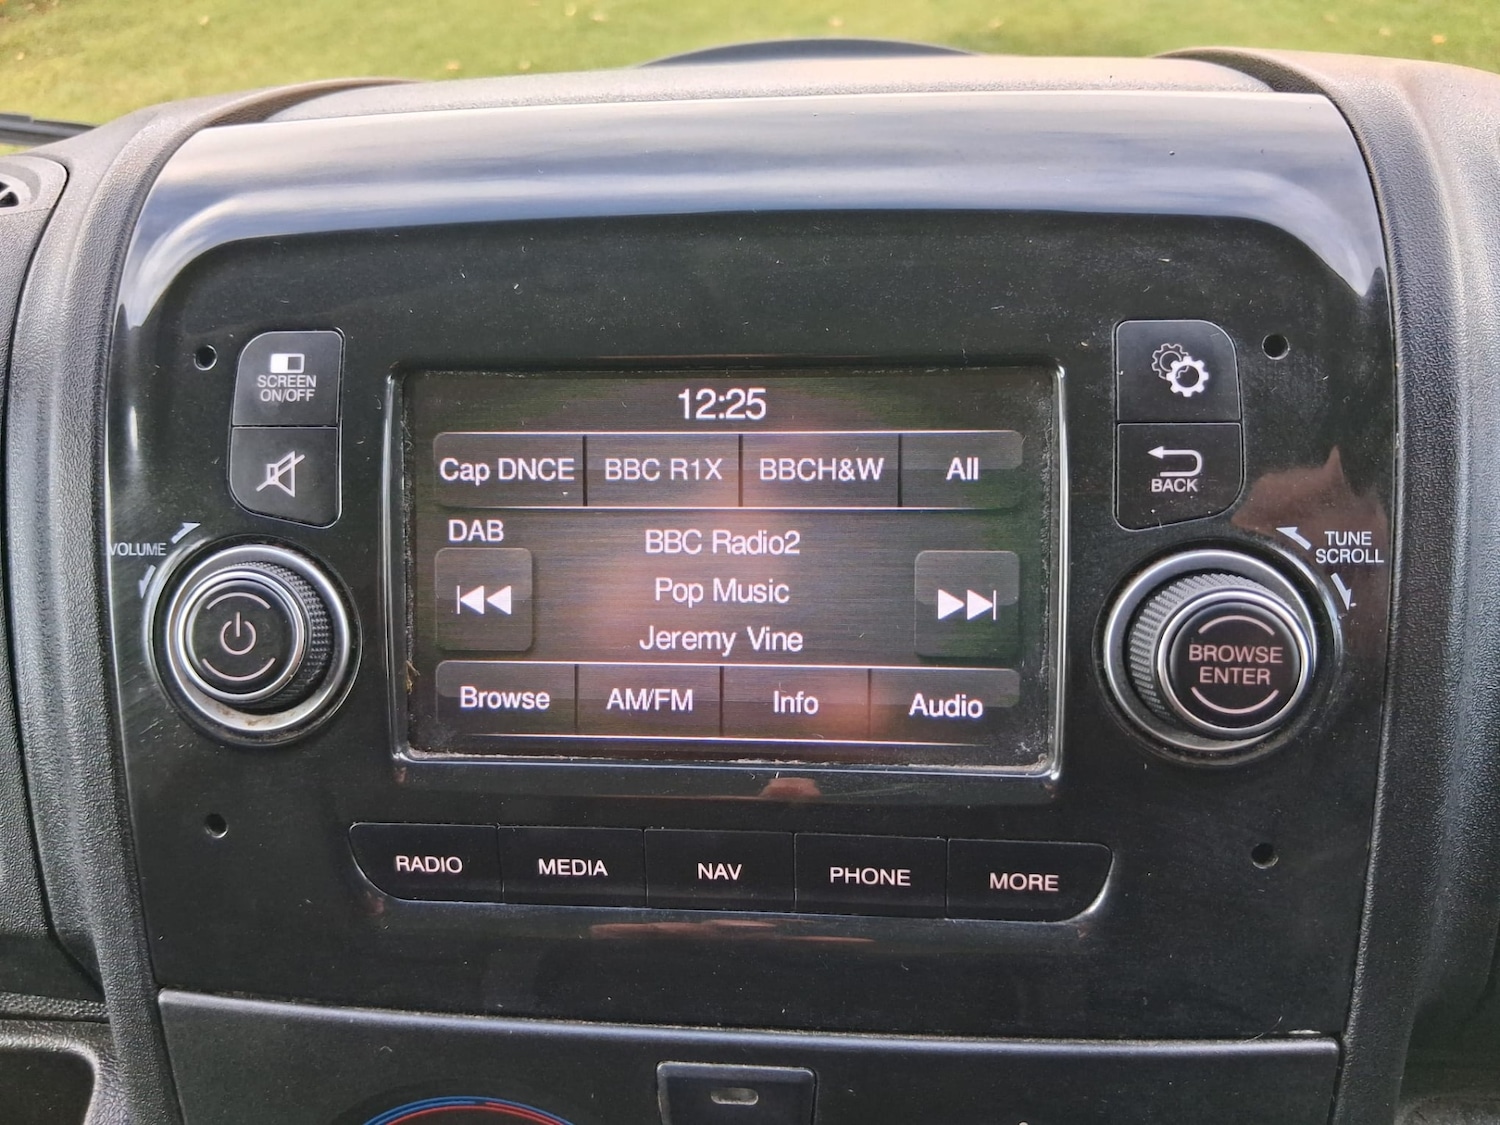 12:25
SCREEN
ON/OFF
Cap DNCE BBC R1X BBCH&W All
BACK
DAB
BBC Radio2
VOLUME
TUNE
SCROLL
Pop Music
Jeremy Vine
BROWSE
ENTER
Browse AM/FM Info Audio
RADIO MEDIA NAV PHONE MORE